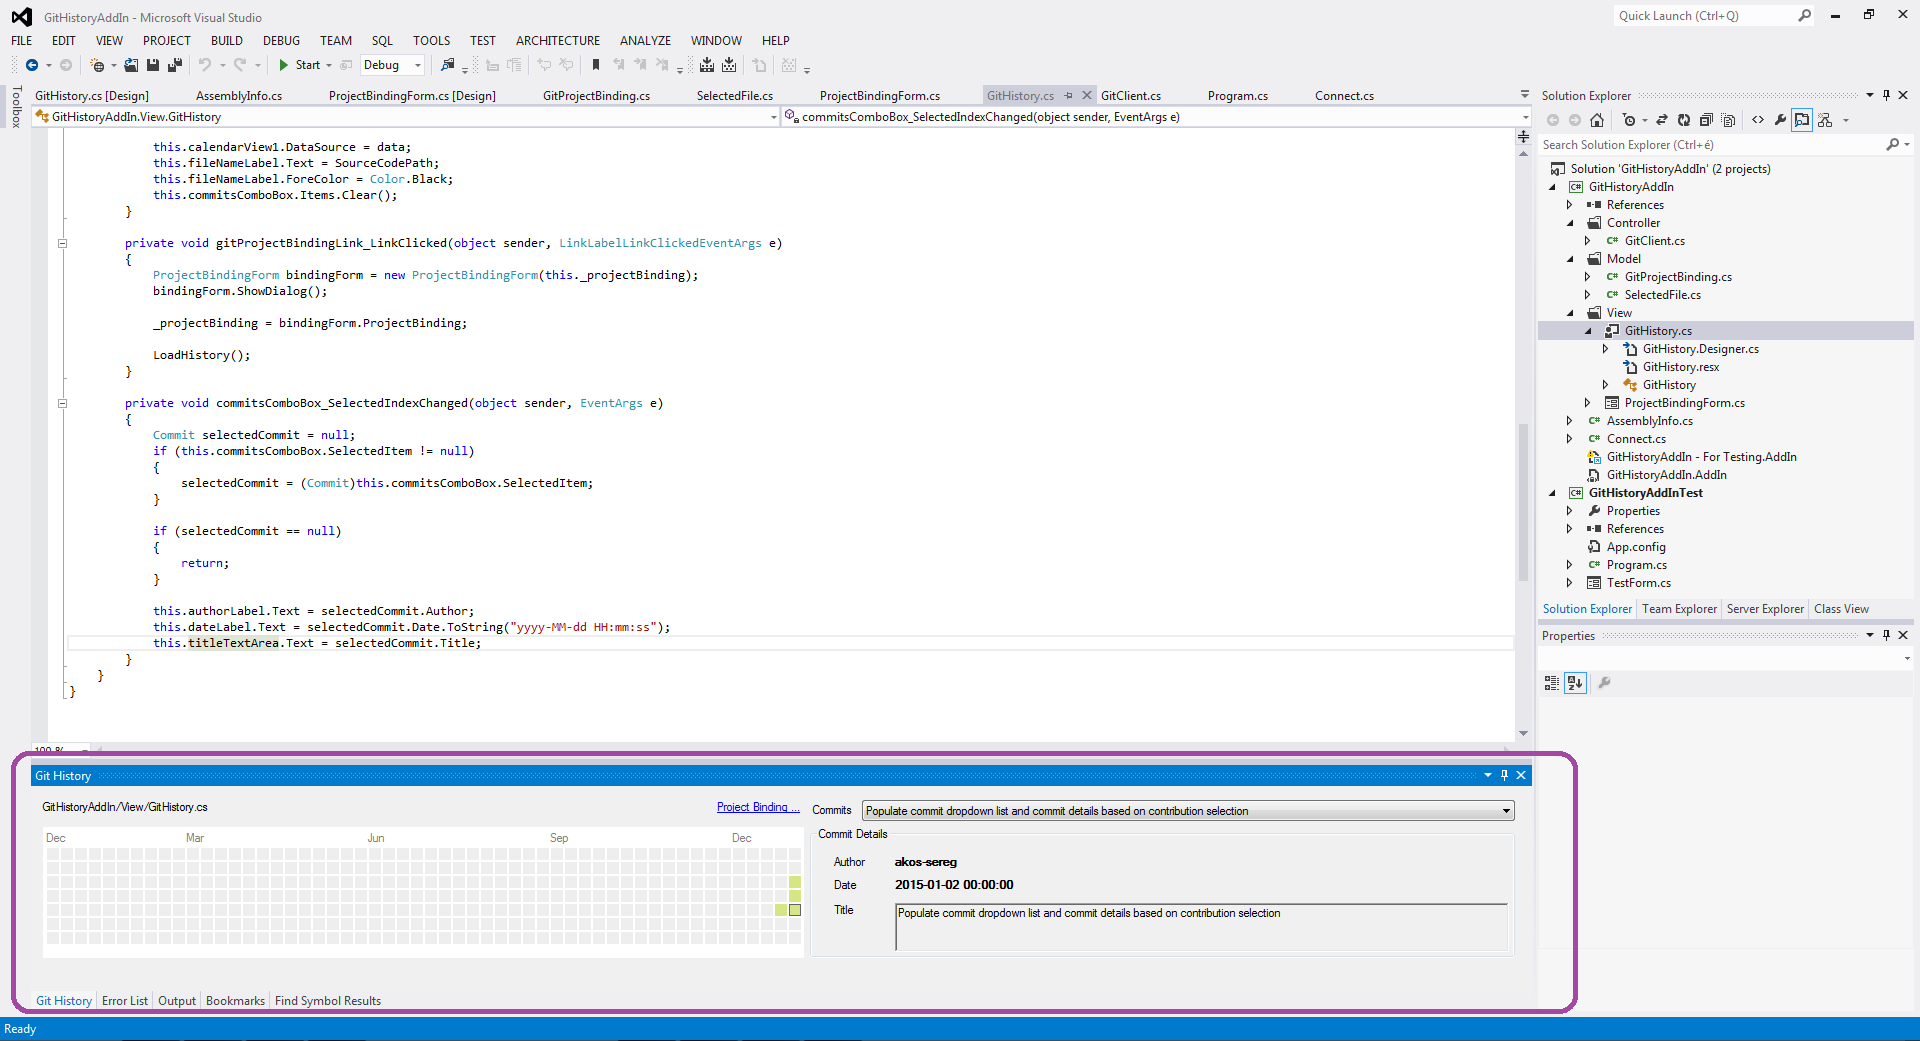 GitHistoryAddIn - Microsoft Visual Studio
Quick Launch (Ctrl+Q)
FILE EDIT VIEW PROJECT BUILD DEBUG TEAM SQL TOOLS TEST ARCHITECTURE ANALYZE WINDOW HELP
Start Debug
Toolbox
GitHistory.cs [Design] AssemblyInfo.cs ProjectBindingForm.cs [Design] GitProjectBinding.cs SelectedFile.cs ProjectBindingForm.cs GitHistory.cs GitClient.cs Program.cs Connect.cs
GitHistoryAddIn.View.GitHistory commitsComboBox_SelectedIndexChanged(object sender, EventArgs e)
this.calendarView1.DataSource = data;
this.fileNameLabel.Text = SourceCodePath;
this.fileNameLabel.ForeColor = Color.Black;
this.commitsComboBox.Items.Clear();
}
private void gitProjectBindingLink_LinkClicked(object sender, LinkLabelLinkClickedEventArgs e)
{
ProjectBindingForm bindingForm = new ProjectBindingForm(this._projectBinding);
bindingForm.ShowDialog();
_projectBinding = bindingForm.ProjectBinding;
LoadHistory();
}
private void commitsComboBox_SelectedIndexChanged(object sender, EventArgs e)
{
Commit selectedCommit = null;
if (this.commitsComboBox.SelectedItem != null)
{
selectedCommit = (Commit)this.commitsComboBox.SelectedItem;
}
if (selectedCommit == null)
{
return;
}
this.authorLabel.Text = selectedCommit.Author;
this.dateLabel.Text = selectedCommit.Date.ToString("yyyy-MM-dd HH:mm:ss");
this.titleTextArea.Text = selectedCommit.Title;
}
}
}
100 %
Solution Explorer
Search Solution Explorer (Ctrl+é)
Solution 'GitHistoryAddIn' (2 projects)
GitHistoryAddIn
References
Controller
GitClient.cs
Model
GitProjectBinding.cs
SelectedFile.cs
View
GitHistory.cs
GitHistory.Designer.cs
GitHistory.resx
GitHistory
ProjectBindingForm.cs
AssemblyInfo.cs
Connect.cs
GitHistoryAddIn - For Testing.AddIn
GitHistoryAddIn.AddIn
GitHistoryAddInTest
Properties
References
App.config
Program.cs
TestForm.cs
Solution Explorer Team Explorer Server Explorer Class View
Properties
Git History
GitHistoryAddIn/View/GitHistory.cs
Project Binding ...
Dec Mar Jun Sep Dec
Commits Populate commit dropdown list and commit details based on contribution selection
Commit Details
Author akos-sereg
Date 2015-01-02 00:00:00
Title Populate commit dropdown list and commit details based on contribution selection
Git History Error List Output Bookmarks Find Symbol Results
Ready